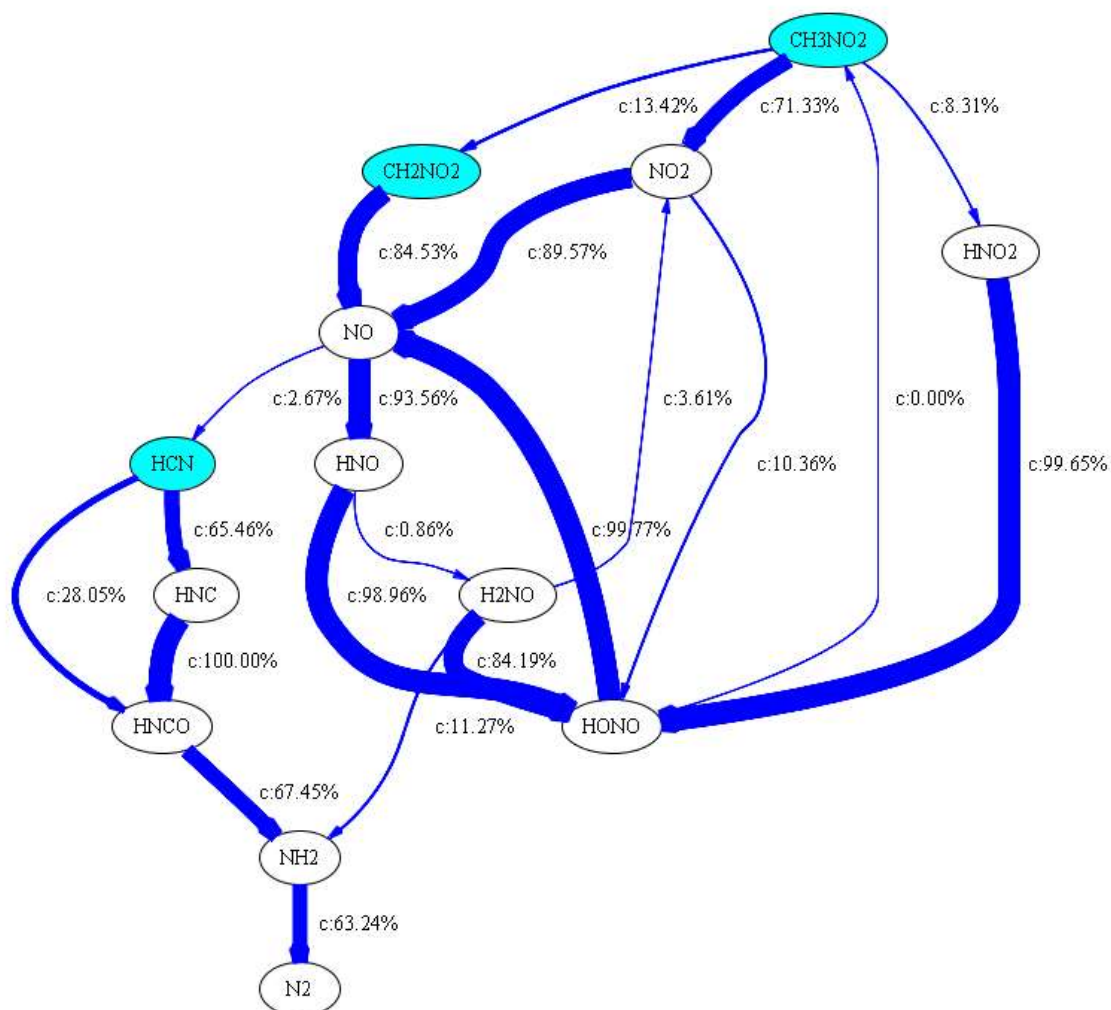 CH3NO2
c:13.42%
c:71.33%
c:8.31%
CH2NO2
NO2
HNO2
c:84.53%
c:89.57%
NO
c:2.67%
c:93.56%
c:3.61%
c:0.00%
HCN
HNO
c:10.36%
c:99.65%
c:65.46%
c:0.86%
c:99.77%
c:28.05%
HNC
c:98.96%
H2NO
c:100.00%
c:84.19%
HNCO
c:11.27%
HONO
c:67.45%
NH2
c:63.24%
N2